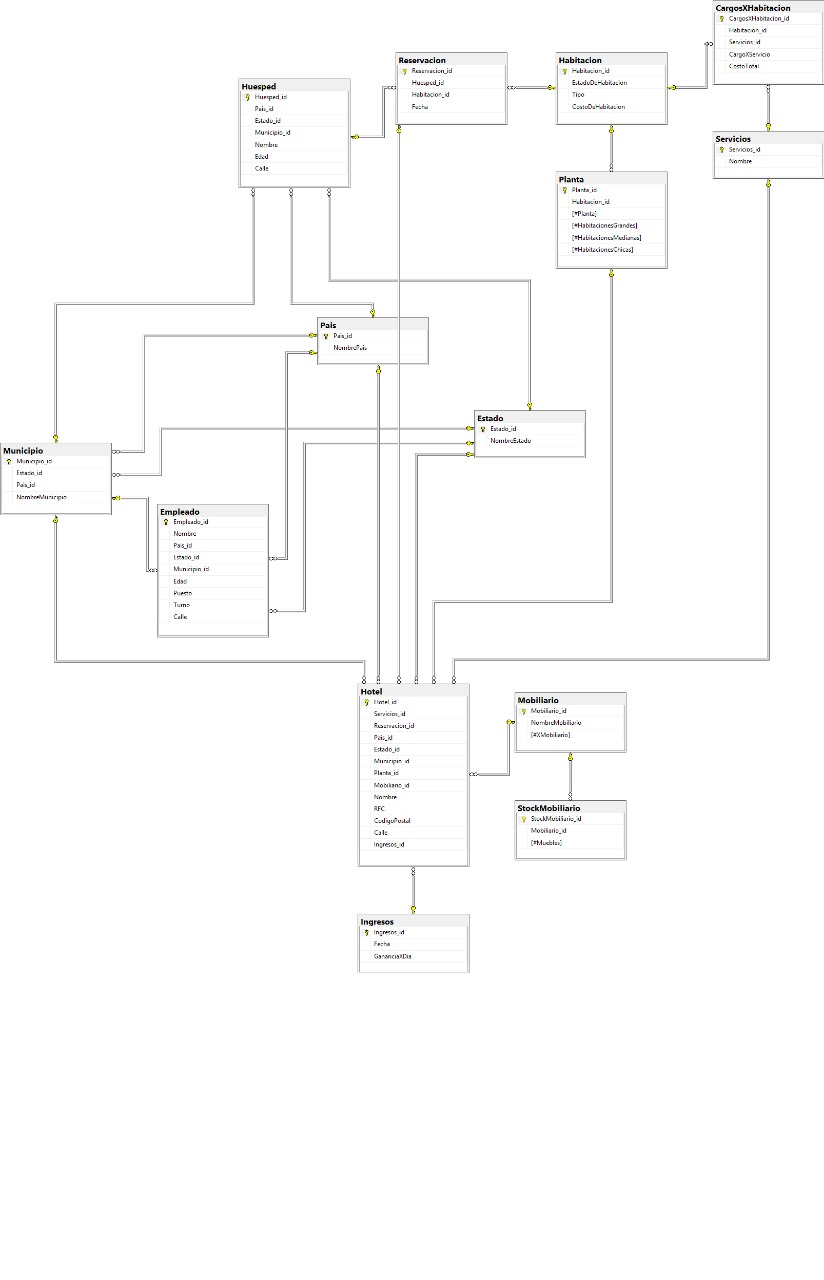 CargosXHabitacion
CargosXHabitacion_id
Habitacion_id
Servicios_id
CargoXServicio
CostoTotal
Reservacion
Reservacion_id
Huesped_id
Habitacion_id
Fecha
Habitacion
Habitacion_id
EstadoDeHabitacion
Tipo
CostoDeHabitacion
Huesped
Huesped_id
Pais_id
Estado_id
Municipio_id
Nombre
Edad
Calle
Servicios
Servicios_id
Nombre
Planta
Planta_id
Habitacion_id
[#Planta]
[#HabitacionesGrandes]
[#HabitacionesMedianas]
[#HabitacionesChicas]
Pais
Pais_id
NombrePais
Estado
Estado_id
NombreEstado
Municipio
Municipio_id
Estado_id
Pais_id
NombreMunicipio
Empleado
Empleado_id
Nombre
Pais_id
Estado_id
Municipio_id
Edad
Puesto
Turno
Calle
Hotel
Hotel_id
Servicios_id
Reservacion_id
Pais_id
Estado_id
Municipio_id
Planta_id
Mobiliario_id
Nombre
RFC
CodigoPostal
Calle
Ingresos_id
Mobiliario
Mobiliario_id
NombreMobiliario
[#XMobiliario]
StockMobiliario
StockMobiliario_id
Mobiliario_id
[#Muebles]
Ingresos
Ingresos_id
Fecha
GananciaXDia